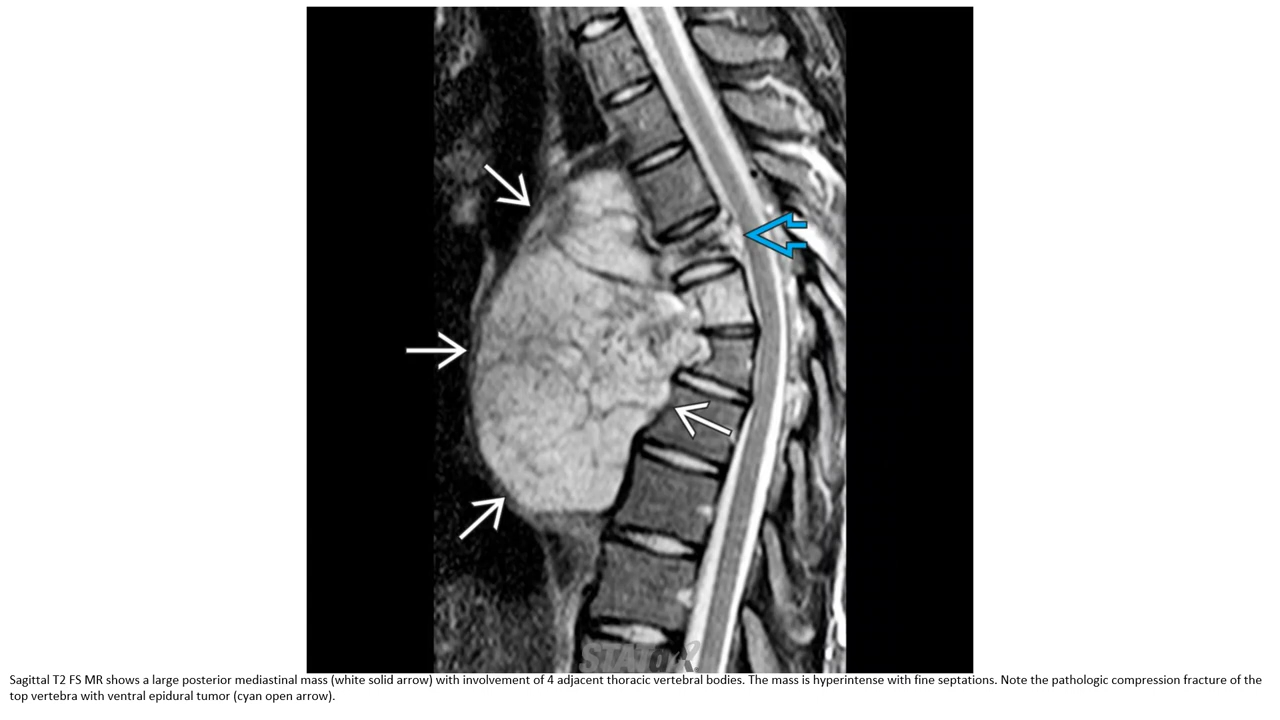 STATdx
Sagittal T2 FS MR shows a large posterior mediastinal mass (white solid arrow) with involvement of 4 adjacent thoracic vertebral bodies. The mass is hyperintense with fine septations. Note the pathologic compression fracture of the
top vertebra with ventral epidural tumor (cyan open arrow).